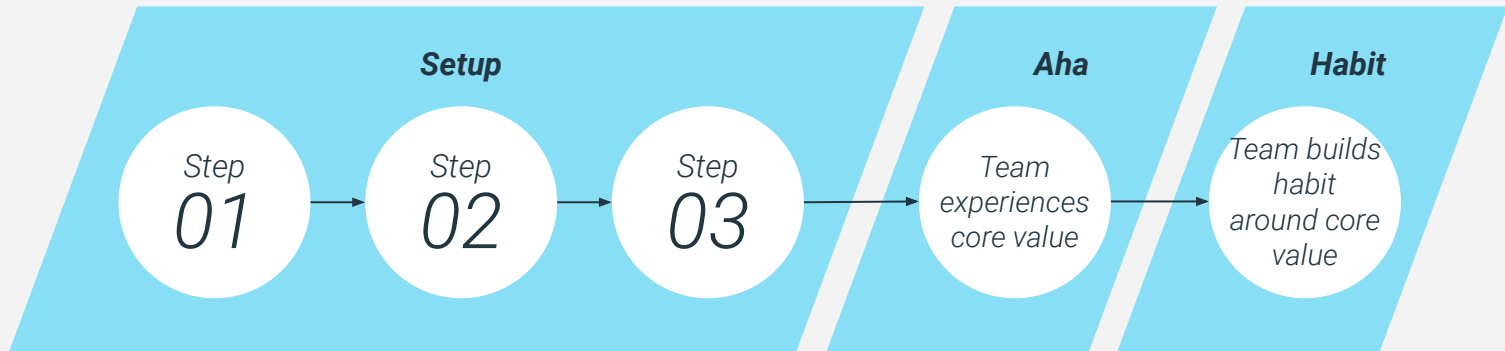 Setup
Step
01
Step
02
Step
03
Aha
Team
experiences
core value
Habit
Team builds
habit
around core
value